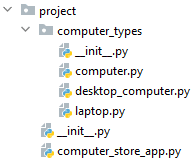 project
computer_types
__init__.py
computer.py
desktop_computer.py
laptop.py
__init__.py
computer_store_app.py